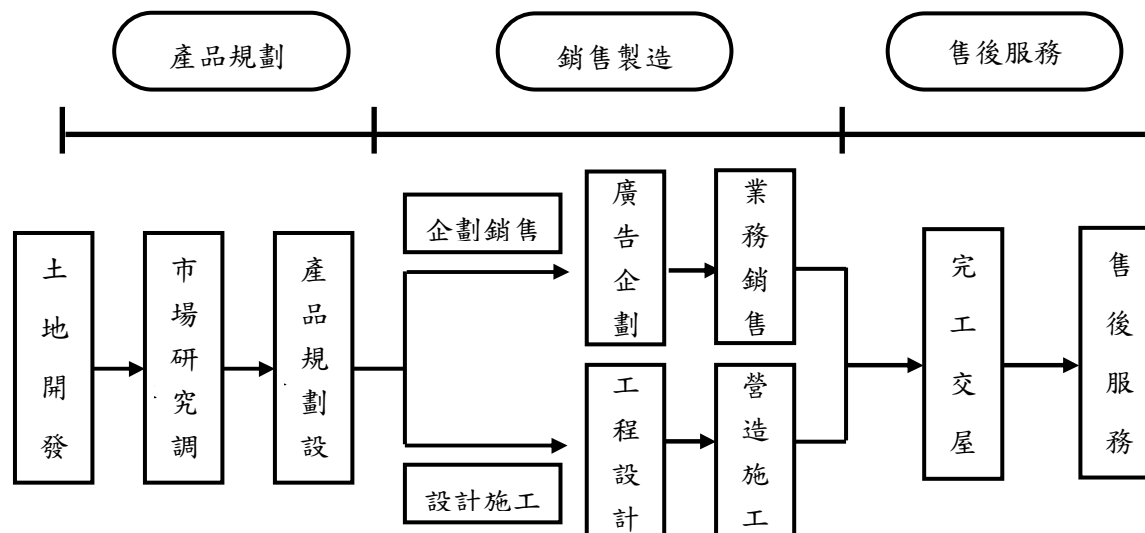 產品規劃
銷售製造
售後服務
土地開發
市場研究調
產品規劃設
企劃銷售
廣告企劃
業務銷售
設計施工
工程設計
營造施工
完工交屋
售後服務